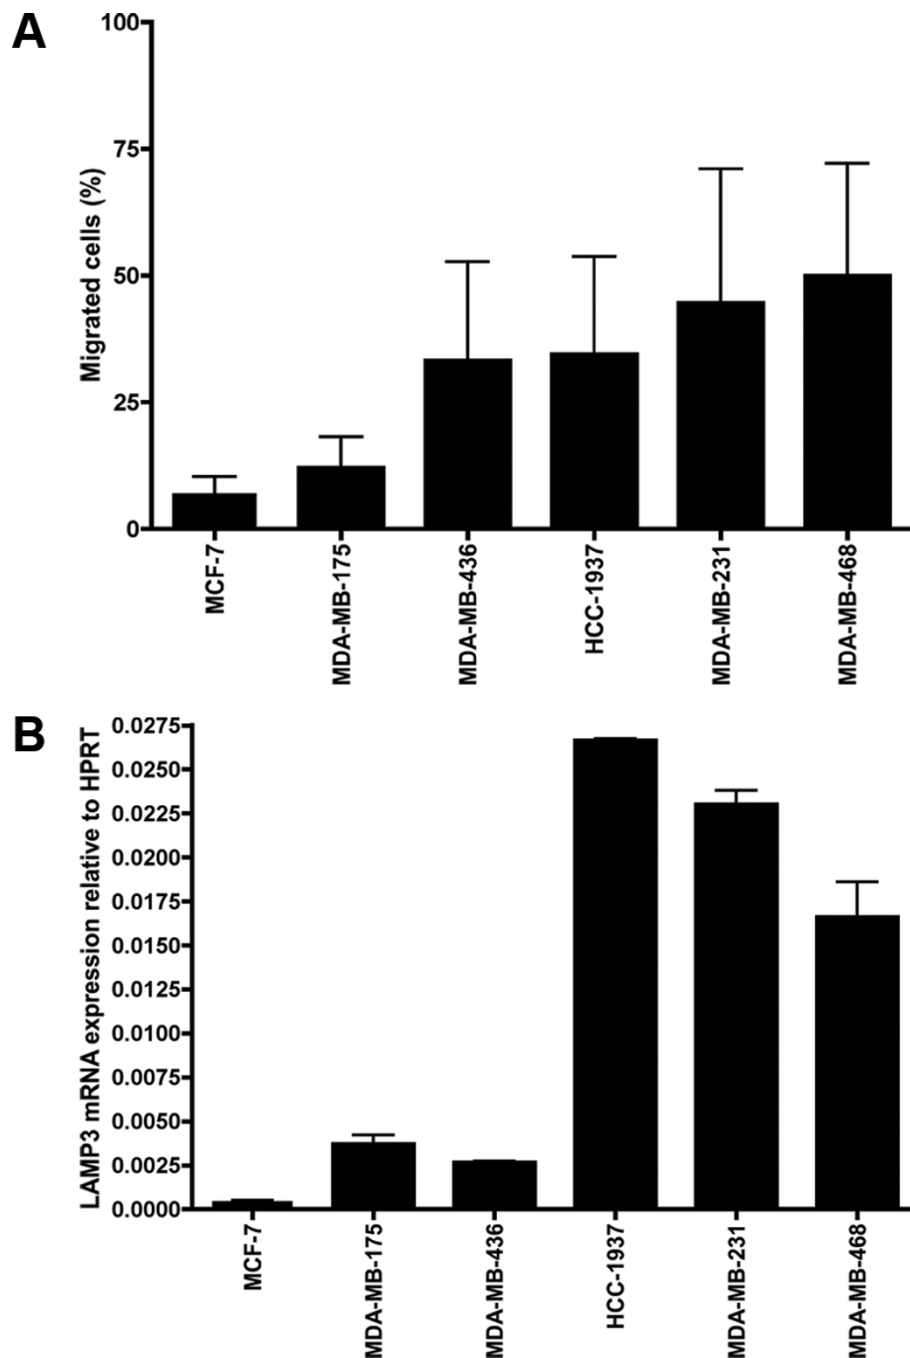 A
Migrated cells (%)
100
75
50
25
0
MCF-7
MDA-MB-175
MDA-MB-436
HCC-1937
MDA-MB-231
MDA-MB-468
B
LAMP3 mRNA expression relative to HPRT
0.0275
0.0250
0.0225
0.0200
0.0175
0.0150
0.0125
0.0100
0.0075
0.0050
0.0025
0.0000
MCF-7
MDA-MB-175
MDA-MB-436
HCC-1937
MDA-MB-231
MDA-MB-468